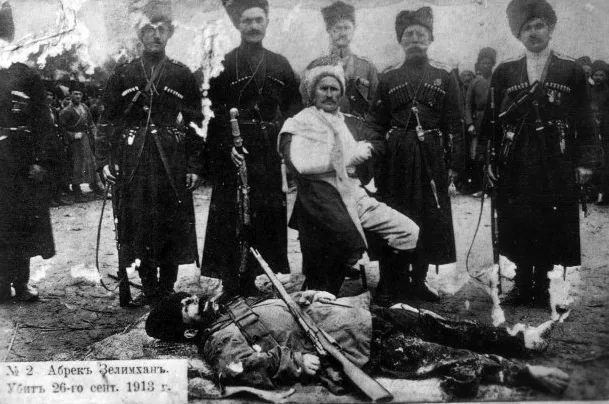 № 2 Абрекъ Зелимханъ.
Убитъ 26-го сент. 1913 г.